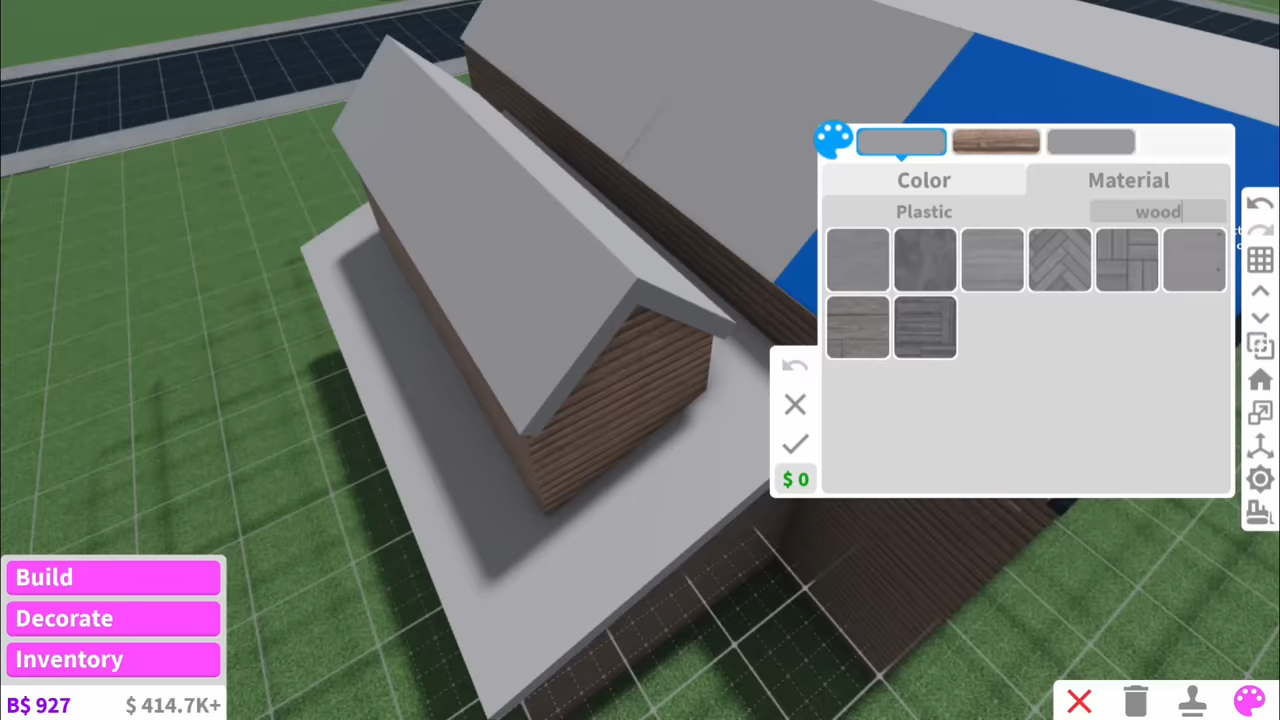 Color
Material
Plastic
wood
$ 0
Build
Decorate
Inventory
B$ 927
$ 414.7K+